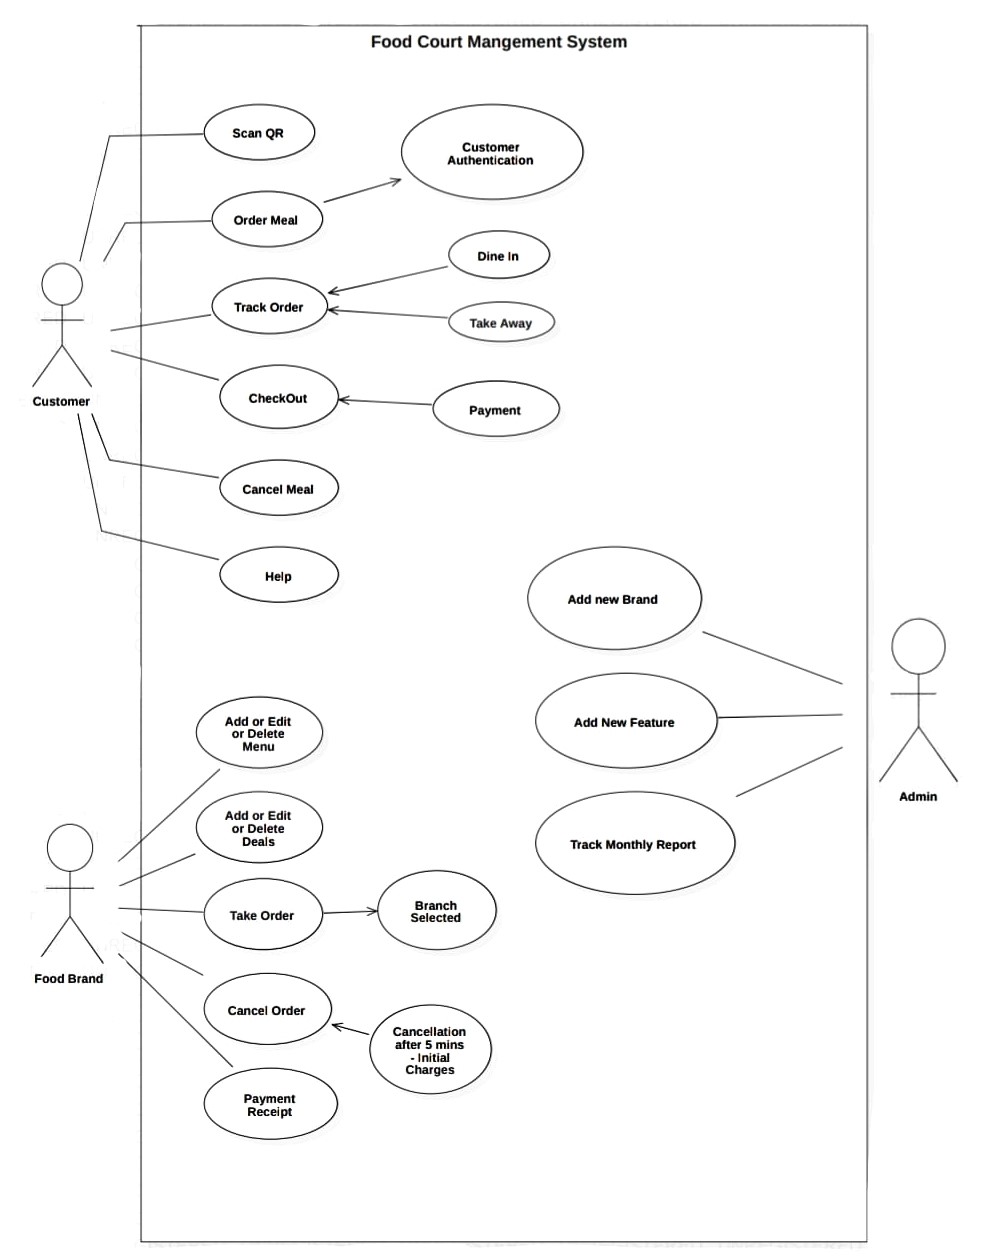 Food Court Mangement System
Scan QR
Customer
Authentication
Order Meal
Dine In
Track Order
Take Away
CheckOut
Payment
Customer
Cancel Meal
Help
Add new Brand
Add New Feature
Track Monthly Report
Admin
Add or Edit
or Delete
Menu
Add or Edit
or Delete
Deals
Take Order
Branch
Selected
Food Brand
Cancel Order
Cancellation
after 5 mins
- Initial
Charges
Payment
Receipt